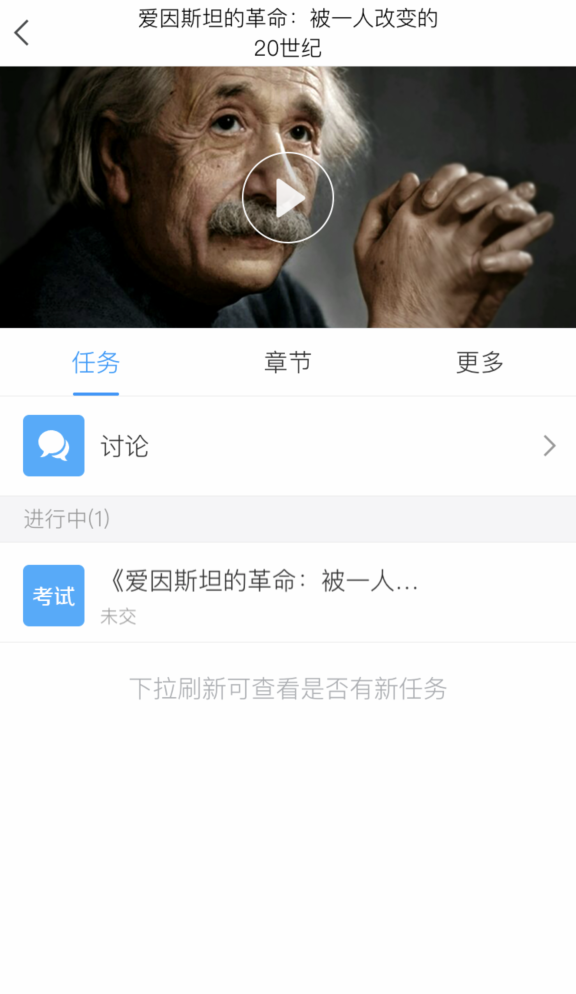 爱因斯坦的革命：被一人改变的
20世纪
任务
章节
更多
讨论
进行中(1)
考试
《爱因斯坦的革命：被一人...
未交
下拉刷新可查看是否有新任务